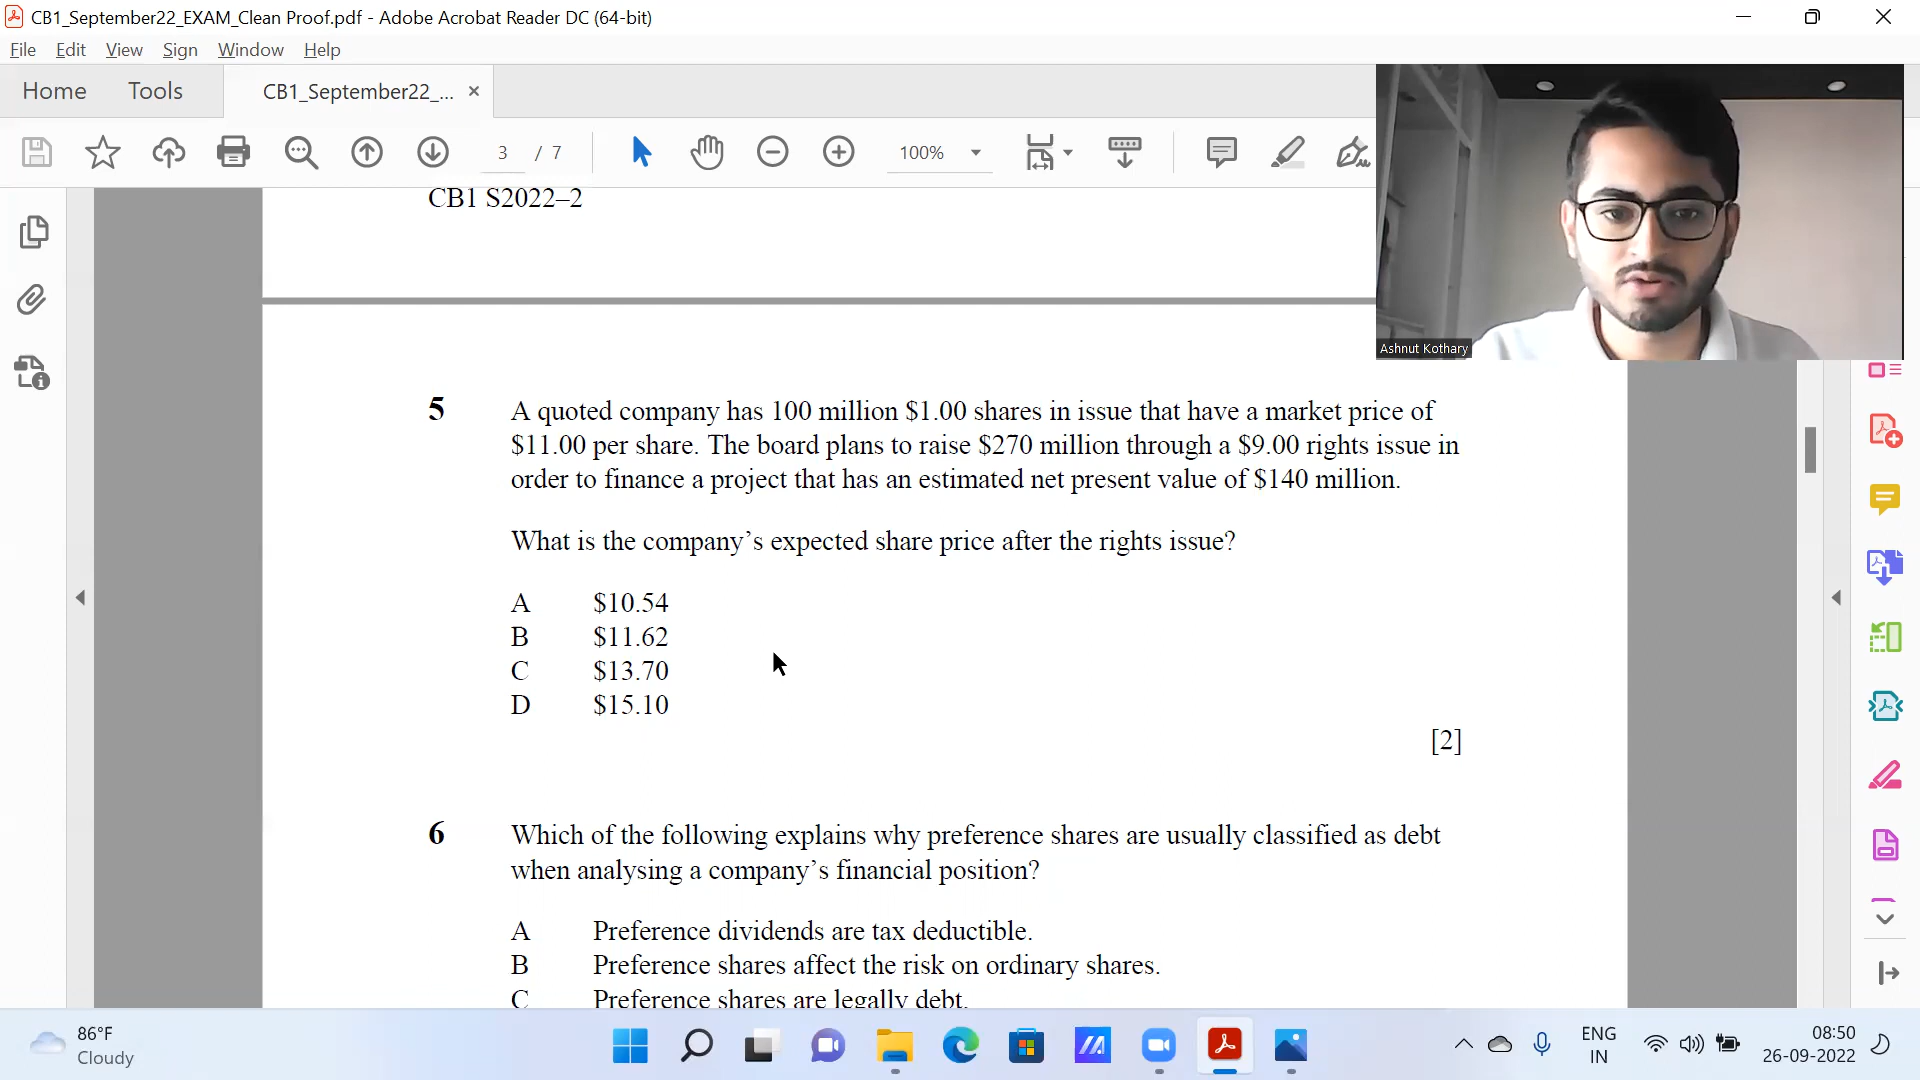 CB1_September22_EXAM_Clean Proof.pdf - Adobe Acrobat Reader DC (64-bit)
File Edit View Sign Window Help
Home Tools CB1_September22_... ×
3 / 7 100%
CB1 S2022–2
Ashnut Kothary
5 A quoted company has 100 million $1.00 shares in issue that have a market price of
$11.00 per share. The board plans to raise $270 million through a $9.00 rights issue in
order to finance a project that has an estimated net present value of $140 million.
What is the company’s expected share price after the rights issue?
A $10.54
B $11.62
C $13.70
D $15.10
[2]
6 Which of the following explains why preference shares are usually classified as debt
when analysing a company’s financial position?
A Preference dividends are tax deductible.
B Preference shares affect the risk on ordinary shares.
C Preference shares are legally debt.
86°F
Cloudy
ENG
IN
08:50
26-09-2022